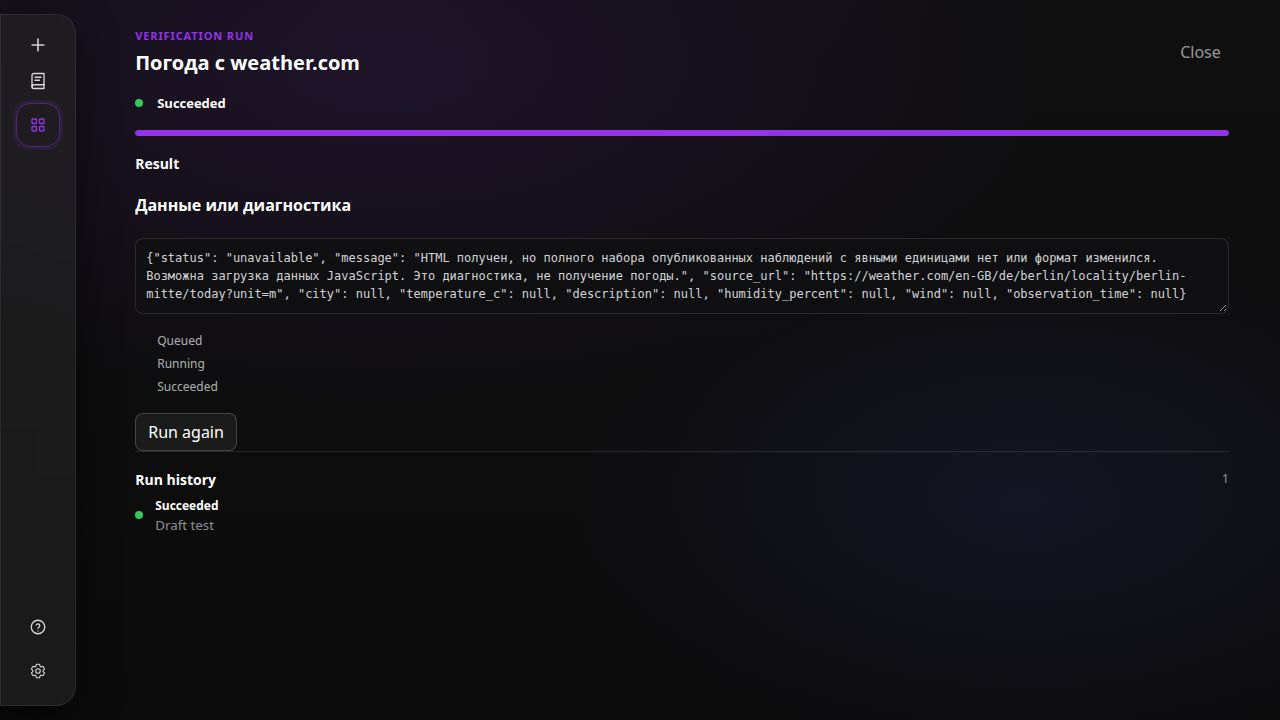 VERIFICATION RUN
Погода с weather.com
Close
Succeeded
Result
Данные или диагностика
{"status": "unavailable", "message": "HTML получен, но полного набора опубликованных наблюдений с явными единицами нет или формат изменился.
Возможна загрузка данных JavaScript. Это диагностика, не получение погоды.", "source_url": "https://weather.com/en-GB/de/berlin/locality/berlin-
mitte/today?unit=m", "city": null, "temperature_c": null, "description": null, "humidity_percent": null, "wind": null, "observation_time": null}
Queued
Running
Succeeded
Run again
Run history
1
Succeeded
Draft test